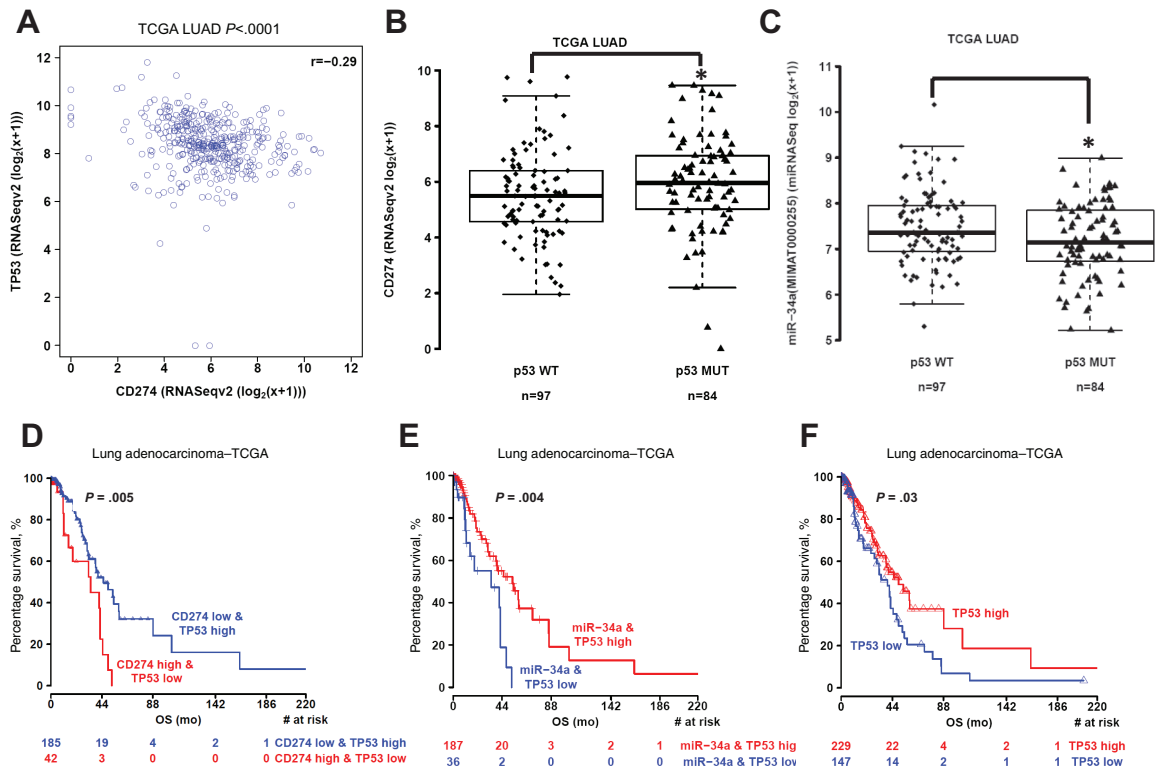 A
TCGA LUAD P<.0001
r=−0.29
TP53 (RNASeqv2 (log2(x+1)))
12
10
8
6
4
2
0
0 2 4 6 8 10 12
CD274 (RNASeqv2 (log2(x+1)))
B
TCGA LUAD
*
CD274 (RNASeqv2 log2(x+1))
10
8
6
4
2
0
p53 WT p53 MUT
n=97 n=84
C
TCGA LUAD
*
miR−34a(MIMAT0000255) (miRNASeq log2(x+1))
11
10
9
8
7
6
5
p53 WT p53 MUT
n=97 n=84
D
Lung adenocarcinoma–TCGA
P = .005
Percentage survival, %
100
80
60
40
20
0
CD274 low &
TP53 high
CD274 high &
TP53 low
0 44 88 142 186 220
OS (mo) # at risk
185 19 4 2 1 CD274 low & TP53 high
42 3 0 0 0 CD274 high & TP53 low
E
Lung adenocarcinoma–TCGA
P = .004
Percentage survival, %
100
80
60
40
20
0
miR−34a &
TP53 high
miR−34a &
TP53 low
0 44 88 142 186 220
OS (mo) # at risk
187 20 3 2 1 miR−34a & TP53 hig
36 2 0 0 0 miR−34a & TP53 low
F
Lung adenocarcinoma–TCGA
P = .03
Percentage survival, %
100
80
60
40
20
0
TP53 high
TP53 low
0 44 88 142 186 220
OS (mo) # at risk
229 22 4 2 1 TP53 high
147 14 2 1 1 TP53 low